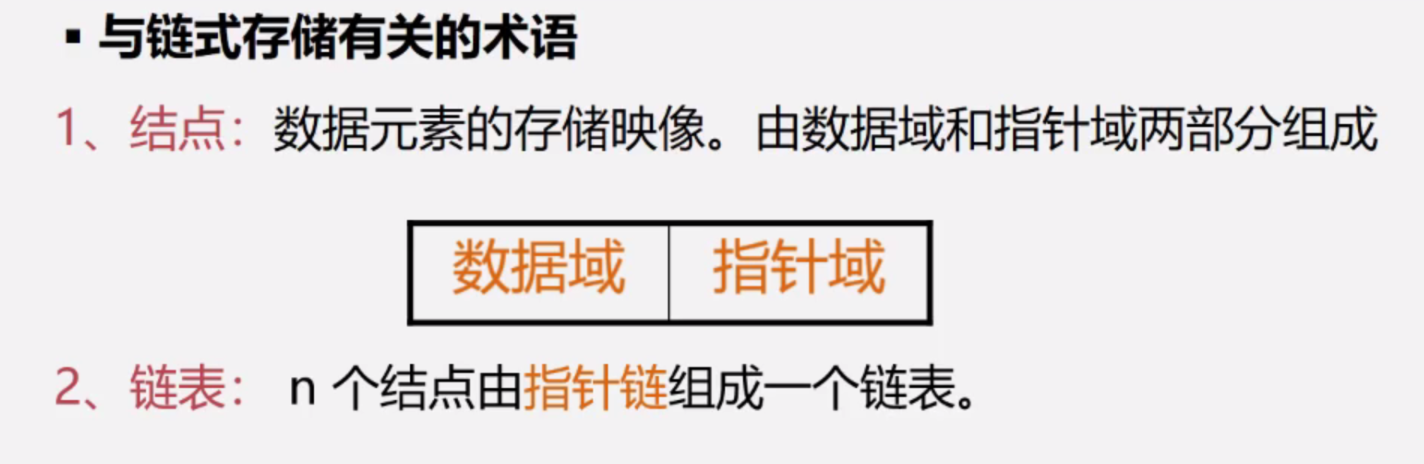 ▪ 与链式存储有关的术语
1、结点：数据元素的存储映像。由数据域和指针域两部分组成
数据域 指针域
2、链表： n 个结点由指针链组成一个链表。